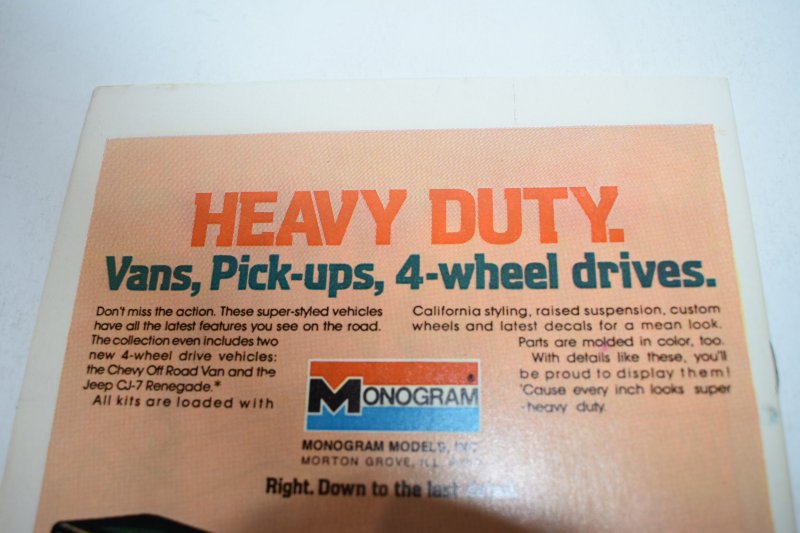 HEAVY DUTY.
Vans, Pick-ups, 4-wheel drives.
Don't miss the action. These super-styled vehicles
have all the latest features you see on the road.
The collection even includes two
new 4-wheel drive vehicles:
the Chevy Off Road Van and the
Jeep CJ-7 Renegade.*
All kits are loaded with
California styling, raised suspension, custom
wheels and latest decals for a mean look.
Parts are molded in color, too.
With details like these, you'll
be proud to display them!
'Cause every inch looks super
-heavy duty.
MONOGRAM®
MONOGRAM MODELS, INC.
MORTON GROVE, ILL.
Right. Down to the last detail.